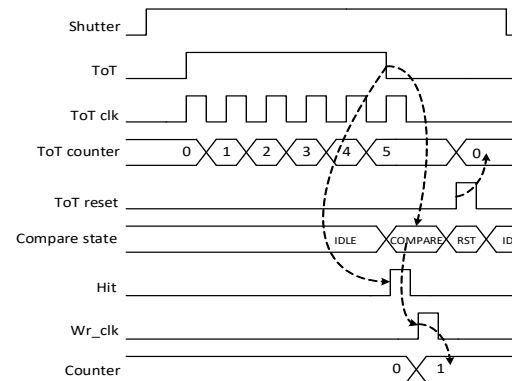 Shutter
ToT
ToT clk
ToT counter 0 1 2 3 4 5 0
ToT reset
Compare state IDLE COMPARE RST ID
Hit
Wr_clk
Counter 0 1